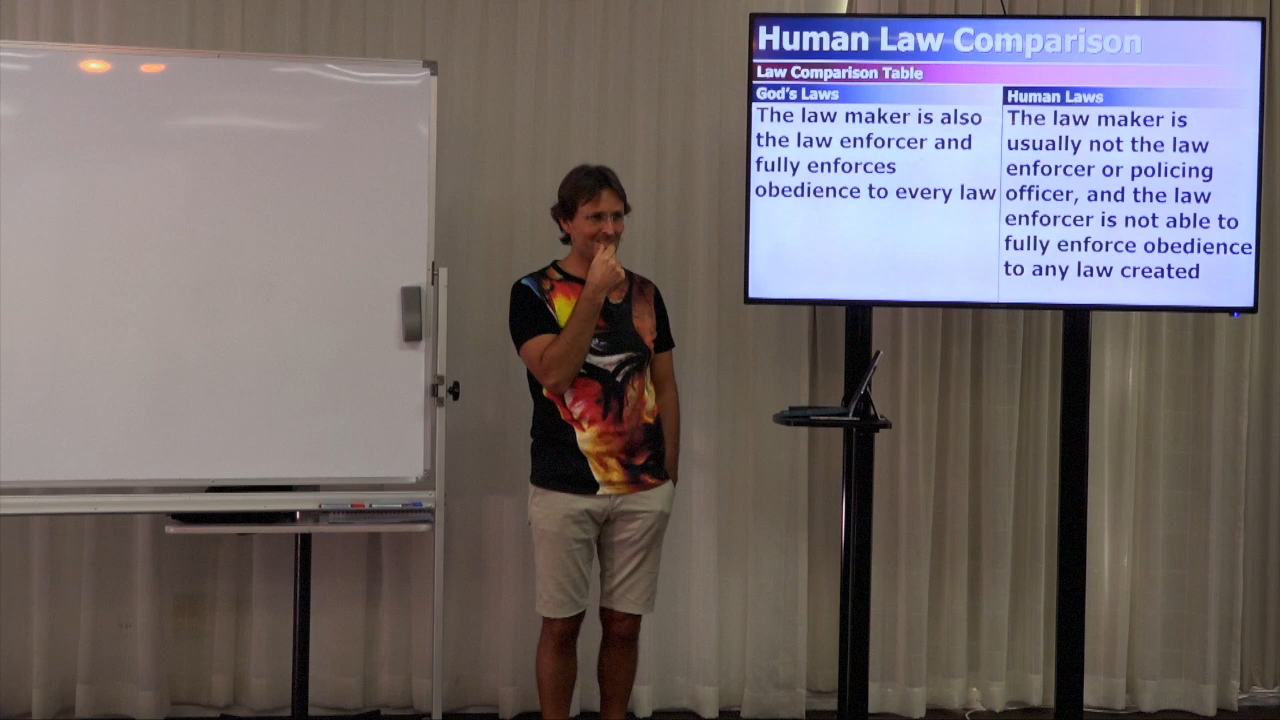 Human Law Comparison
Law Comparison Table
God's Laws
The law maker is also
the law enforcer and
fully enforces
obedience to every law
Human Laws
The law maker is
usually not the law
enforcer or policing
officer, and the law
enforcer is not able to
fully enforce obedience
to any law created